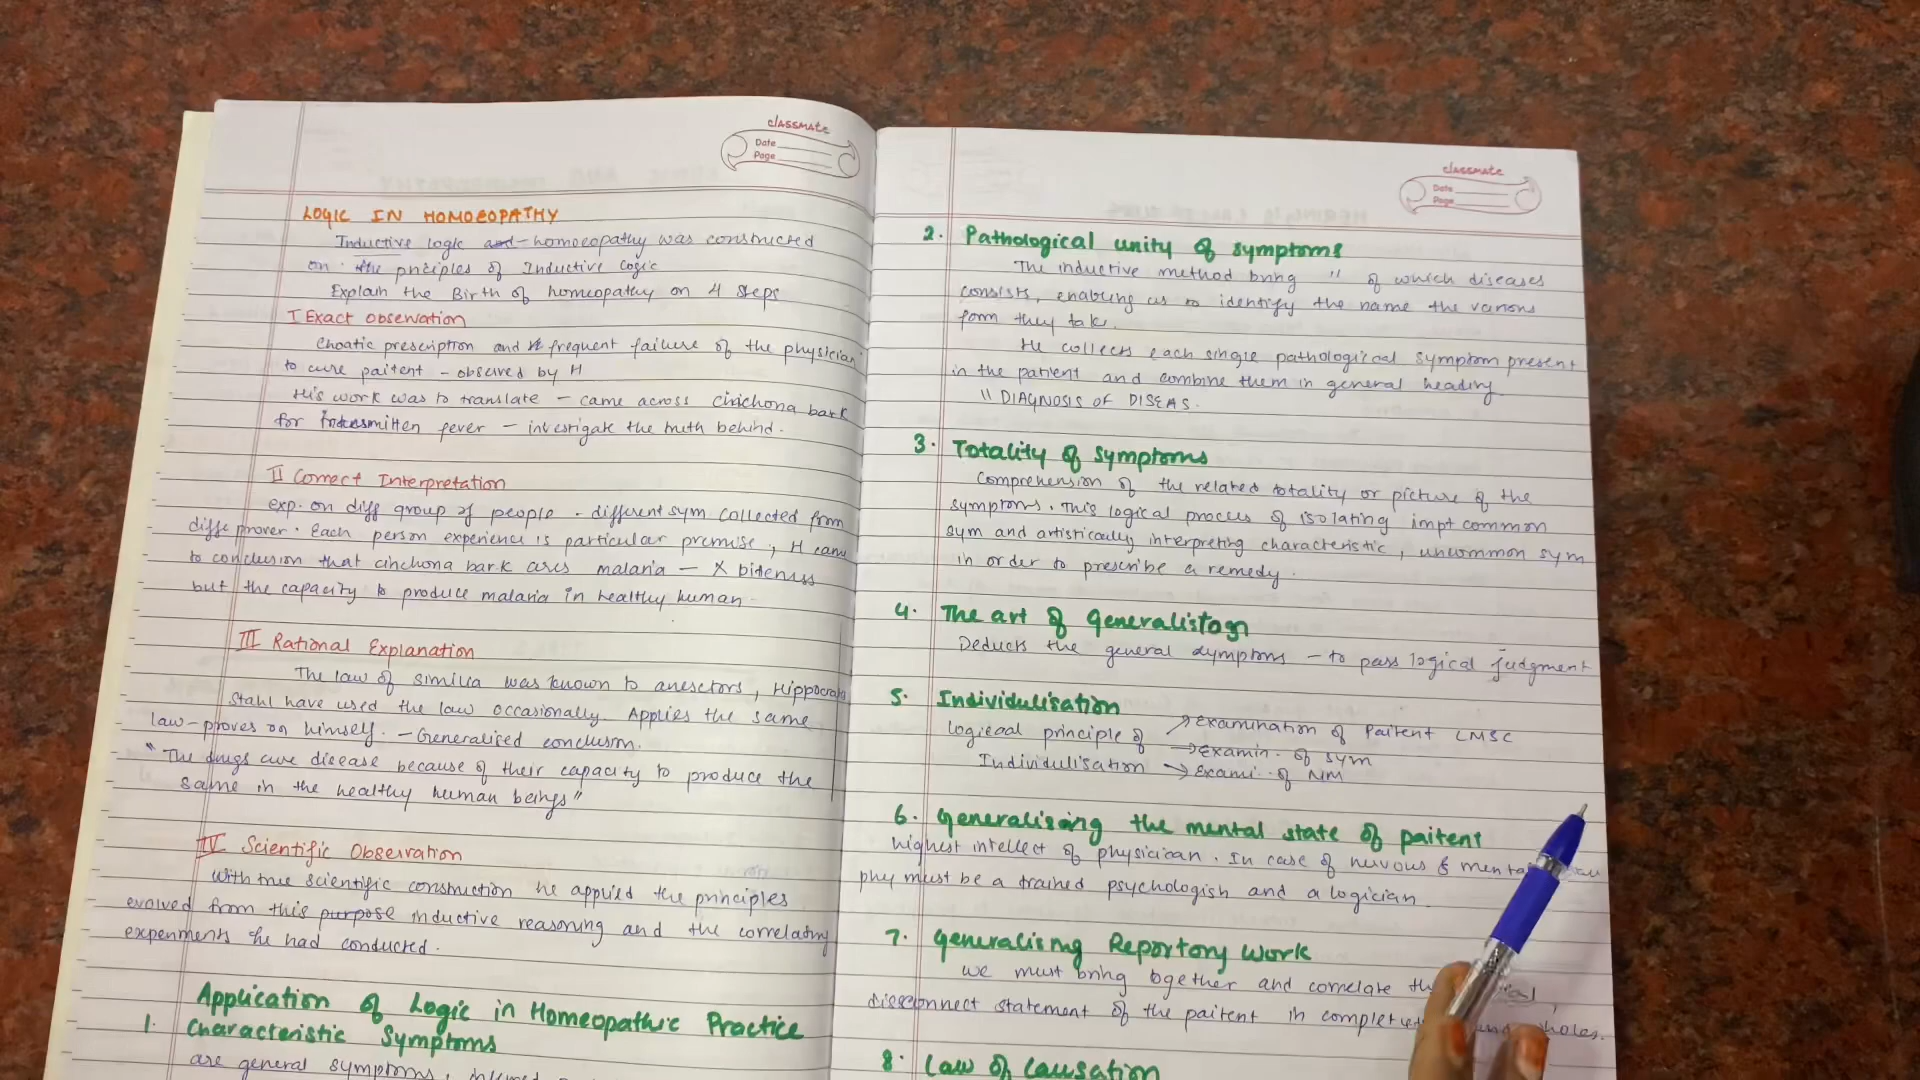 classmate
Date
Page
LOGIC IN HOMOEOPATHY
Inductive logic and - homoeopathy was constructed
on the pnciples of Inductive Logic
Explain the Birth of homeopathy on 4 steps
I Exact observation
Choatic prescription and frequent failure of the physician
to cure paitent - observed by H
His work was to translate - came across Cinchona bark
for fever - investigate the truth behind.
II Correct Interpretation
exp. on diff group of people . different sym collected from
diffe prover. Each person experience is particular premise, H came
to conclusion that cinchona bark acts malaria - X bitterness
but the capacity to produce malaria in healthy human -
III Rational Explanation
The law of similia was known to ancestors, Hippocrates
Stahl have used the law occasionally. Applies the same
law - proves on himself. - Generalised conclusion.
"The drugs cure disease because of their capacity to produce the
same in the healthy human beings"
IV Scientific Observation
With true scientific construction he applied the principles
evolved from this purpose inductive reasoning and the correlating
experiments he had conducted.
Application of Logic in Homeopathic Practice
1. Characteristic Symptoms
are general symptoms,
classmate
Date
Page
2. Pathological unity of symptoms
The inductive method bring " of which diseases
consists, enabling us to identify the name the various
form they take.
He collects each single pathological symptom present
in the patient and combine them in general heading.
" DIAGNOSIS OF DISEAS.
3. Totality of symptoms
Comprehension of the related totality or picture of the
symptoms. This logical process of isolating impt common
sym and artistically interpreting characteristic, uncommon sym
in order to prescribe a remedy.
4. The art of
Deducts the general symptoms - to pass logical judgment
5. Individulisation
Logicoal principle of → Examination of Paitent LMSC
Individulisation → Examin. of sym
→ Exami. of NM
6. Generalising the mental state of paitent
highest intellect of physician. In case of nervous &
phy must be a trained psychologish and a logician.
7. Generalising Reportory Work
We must bring together and correlate
disconnect statement of the paitent in
8. Law of Causation